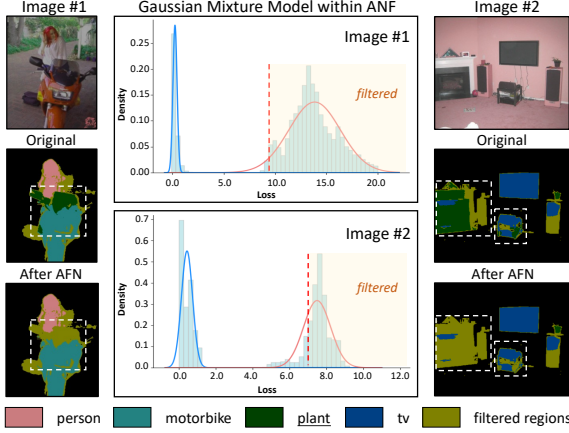 Image #1
Gaussian Mixture Model within ANF
Image #2
Original
After AFN
Image #1
filtered
Density
0.25
0.20
0.15
0.10
0.05
0.00
0.0
5.0
10.0
15.0
20.0
Loss
Image #2
filtered
Density
0.7
0.6
0.5
0.4
0.3
0.2
0.1
0.0
0.0
2.0
4.0
6.0
8.0
10.0
11.0
Loss
Original
After AFN
person motorbike plant tv filtered regions